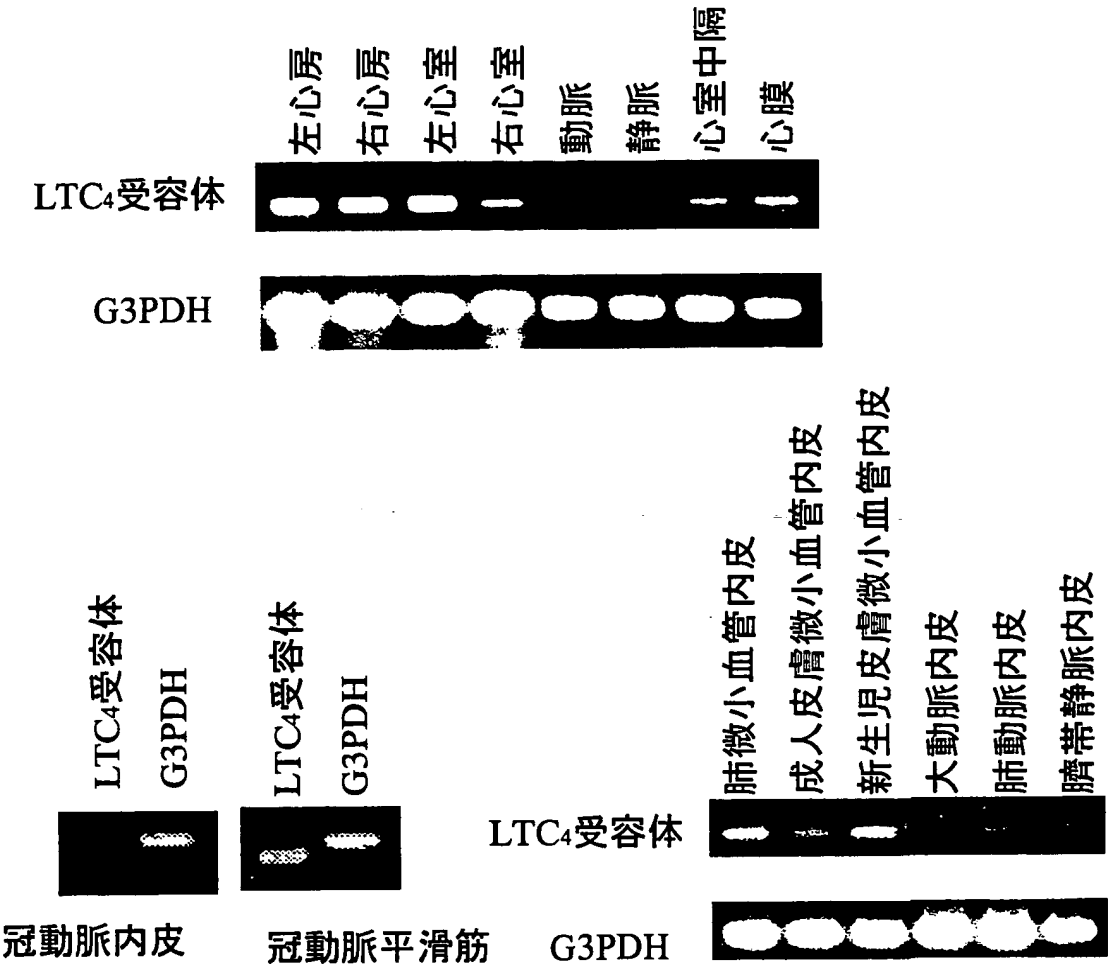 左心房
右心房
左心室
右心室
動脈
静脈
心室中隔
心膜
LTC4受容体
G3PDH
LTC4受容体
G3PDH
冠動脈内皮
LTC4受容体
G3PDH
冠動脈平滑筋
肺微小血管内皮
成人皮膚微小血管内皮
新生児皮膚微小血管内皮
大動脈内皮
肺動脈内皮
臍帯静脈内皮
LTC4受容体
G3PDH